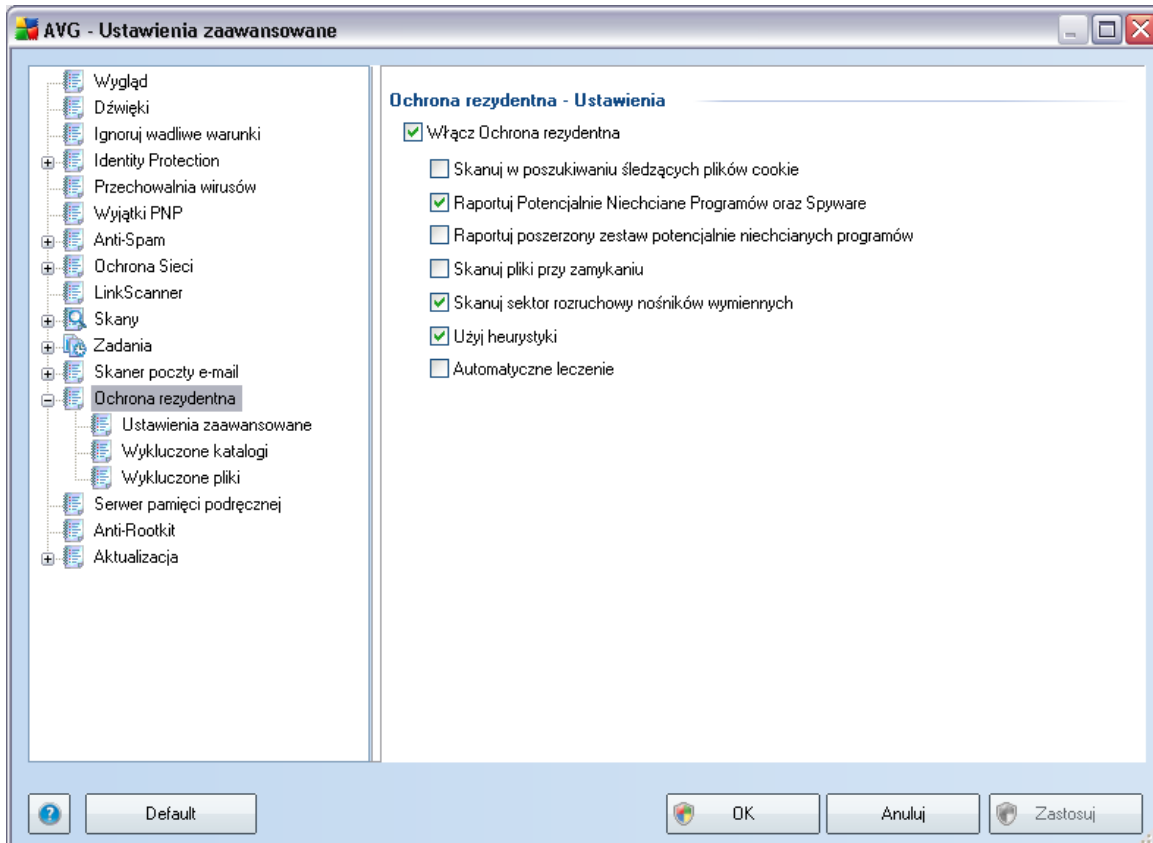 AVG - Ustawienia zaawansowane
Wygląd
Dźwięki
Ignoruj wadliwe warunki
Identity Protection
Przechowalnia wirusów
Wyjątki PNP
Anti-Spam
Ochrona Sieci
LinkScanner
Skany
Zadania
Skaner poczty e-mail
Ochrona rezydentna
Ustawienia zaawansowane
Wykluczone katalogi
Wykluczone pliki
Serwer pamięci podręcznej
Anti-Rootkit
Aktualizacja
Ochrona rezydentna - Ustawienia
Włącz Ochrona rezydentna
Skanuj w poszukiwaniu śledzących plików cookie
Raportuj Potencjalnie Niechciane Programów oraz Spyware
Raportuj poszerzony zestaw potencjalnie niechcianych programów
Skanuj pliki przy zamykaniu
Skanuj sektor rozruchowy nośników wymiennych
Użyj heurystyki
Automatyczne leczenie
?
Default
OK
Anuluj
Zastosuj